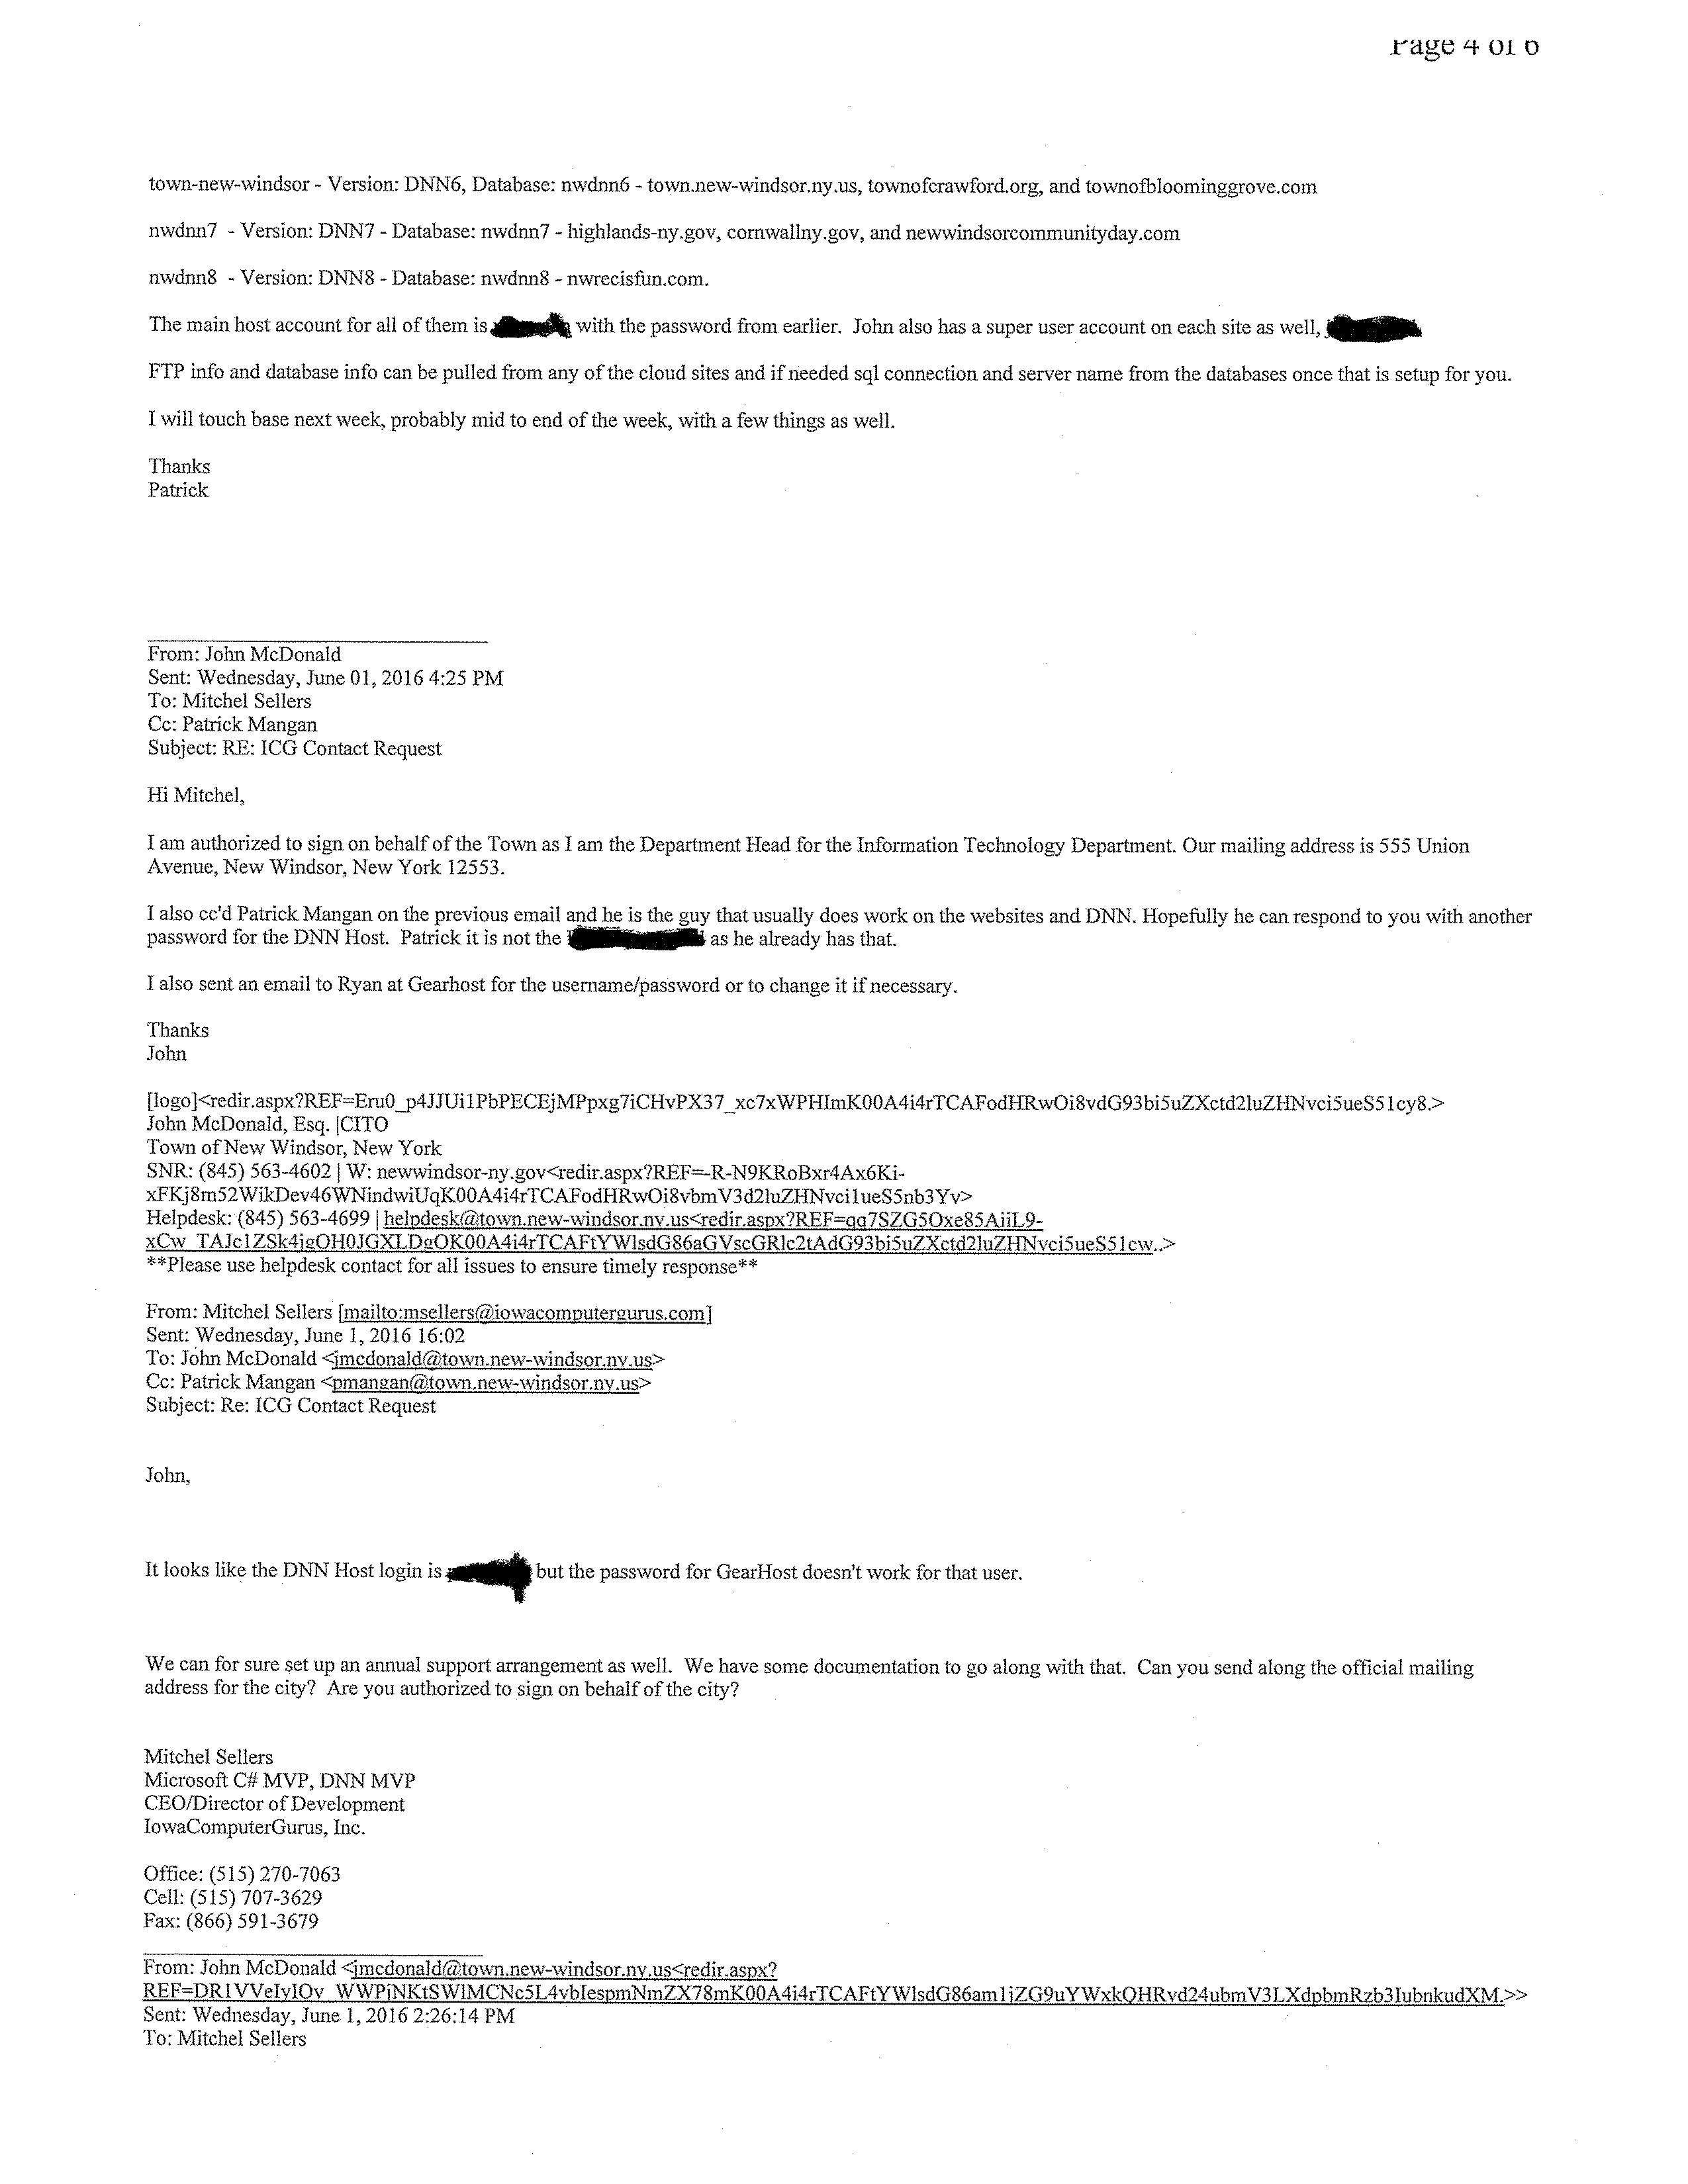 Page 4 of 6
town-new-windsor - Version: DNN6, Database: nwdnn6 - town.new-windsor.ny.us, townofcrawford.org, and townofbloominggrove.com
nwdnn7 - Version: DNN7 - Database: nwdnn7 - highlands-ny.gov, cornwallny.gov, and newwindsorcommunityday.com
nwdnn8 - Version: DNN8 - Database: nwdnn8 - nwrecisfun.com.
The main host account for all of them is with the password from earlier. John also has a super user account on each site as well,
FTP info and database info can be pulled from any of the cloud sites and if needed sql connection and server name from the databases once that is setup for you.
I will touch base next week, probably mid to end of the week, with a few things as well.
Thanks
Patrick
From: John McDonald
Sent: Wednesday, June 01, 2016 4:25 PM
To: Mitchel Sellers
Cc: Patrick Mangan
Subject: RE: ICG Contact Request
Hi Mitchel,
I am authorized to sign on behalf of the Town as I am the Department Head for the Information Technology Department. Our mailing address is 555 Union
Avenue, New Windsor, New York 12553.
I also cc'd Patrick Mangan on the previous email and he is the guy that usually does work on the websites and DNN. Hopefully he can respond to you with another
password for the DNN Host. Patrick it is not the as he already has that.
I also sent an email to Ryan at Gearhost for the username/password or to change it if necessary.
Thanks
John
[logo]<redir.aspx?REF=Eru0_p4JJUi1PbPECEjMPpxg7iCHvPX37_xc7xWPHImK00A4i4rTCAFodHRwOi8vdG93bi5uZXctd2luZHNvci5ueS51cy8.>
John McDonald, Esq. |CITO
Town of New Windsor, New York
SNR: (845) 563-4602 | W: newwindsor-ny.gov<redir.aspx?REF=-R-N9KRoBxr4Ax6Ki-
xFKj8m52WikDev46WNindwiUqK00A4i4rTCAFodHRwOi8vbmV3d2luZHNvci1ueS5nb3Yv>
Helpdesk: (845) 563-4699 | helpdesk@town.new-windsor.ny.us<redir.aspx?REF=qq7SZG5Oxe85AiiL9-
xCw_TAJc1ZSk4jgOH0JGXLDgOK00A4i4rTCAFtYWlsdG86aGVscGRlc2tAdG93bi5uZXctd2luZHNvci5ueS51cw..>
**Please use helpdesk contact for all issues to ensure timely response**
From: Mitchel Sellers [mailto:msellers@iowacomputergurus.com]
Sent: Wednesday, June 1, 2016 16:02
To: John McDonald <jmcdonald@town.new-windsor.ny.us>
Cc: Patrick Mangan <pmangan@town.new-windsor.ny.us>
Subject: Re: ICG Contact Request
John,
It looks like the DNN Host login is but the password for GearHost doesn't work for that user.
We can for sure set up an annual support arrangement as well. We have some documentation to go along with that. Can you send along the official mailing
address for the city? Are you authorized to sign on behalf of the city?
Mitchel Sellers
Microsoft C# MVP, DNN MVP
CEO/Director of Development
IowaComputerGurus, Inc.
Office: (515) 270-7063
Cell: (515) 707-3629
Fax: (866) 591-3679
From: John McDonald <jmcdonald@town.new-windsor.ny.us<redir.aspx?
REF=DR1VVeIyIOv_WWPjNKtSWlMCNc5L4vbIespmNmZX78mK00A4i4rTCAFtYWlsdG86am1jZG9uYWxkQHRvd24ubmV3LXdpbmRzb3IubnkudXM.>>
Sent: Wednesday, June 1, 2016 2:26:14 PM
To: Mitchel Sellers